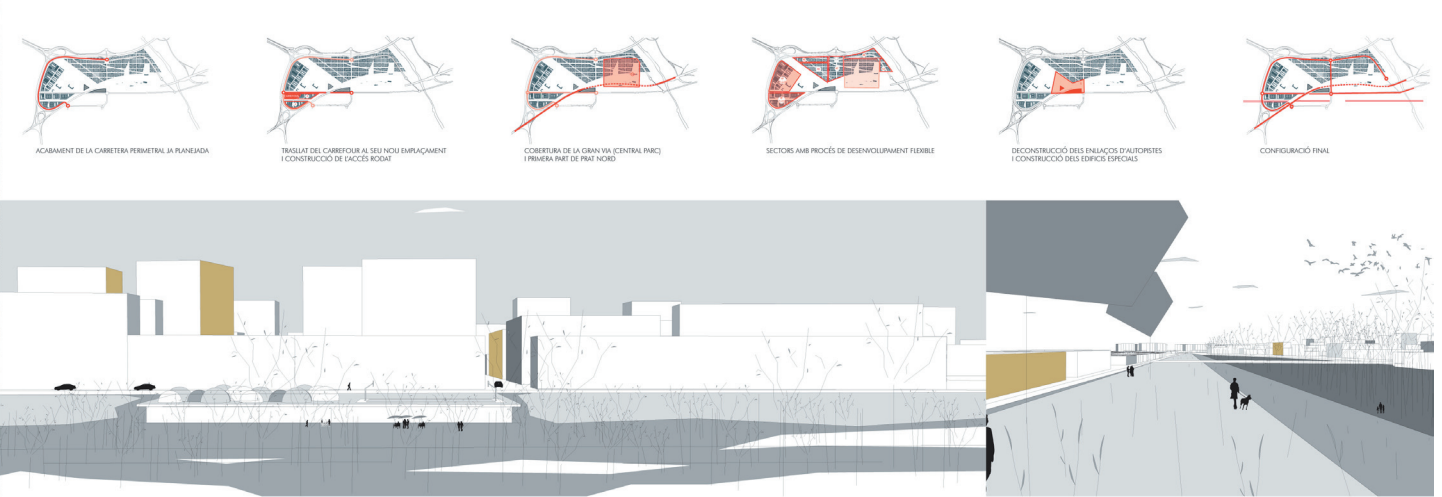 ACABAMENT DE LA CARRETERA PERIMETRAL JA PLANEJADA
TRASLLAT DEL CARREFOUR AL SEU NOU EMPLAÇAMENT
I CONSTRUCCIÓ DE L'ACCÉS RODAT
COBERTURA DE LA GRAN VIA (CENTRAL PARC)
I PRIMERA PART DE PRAT NORD
SECTORS AMB PROCÉS DE DESENVOLUPAMENT FLEXIBLE
DECONSTRUCCIÓ DELS ENLLAÇOS D'AUTOPISTES
I CONSTRUCCIÓ DELS EDIFICIS ESPECIALS
CONFIGURACIÓ FINAL